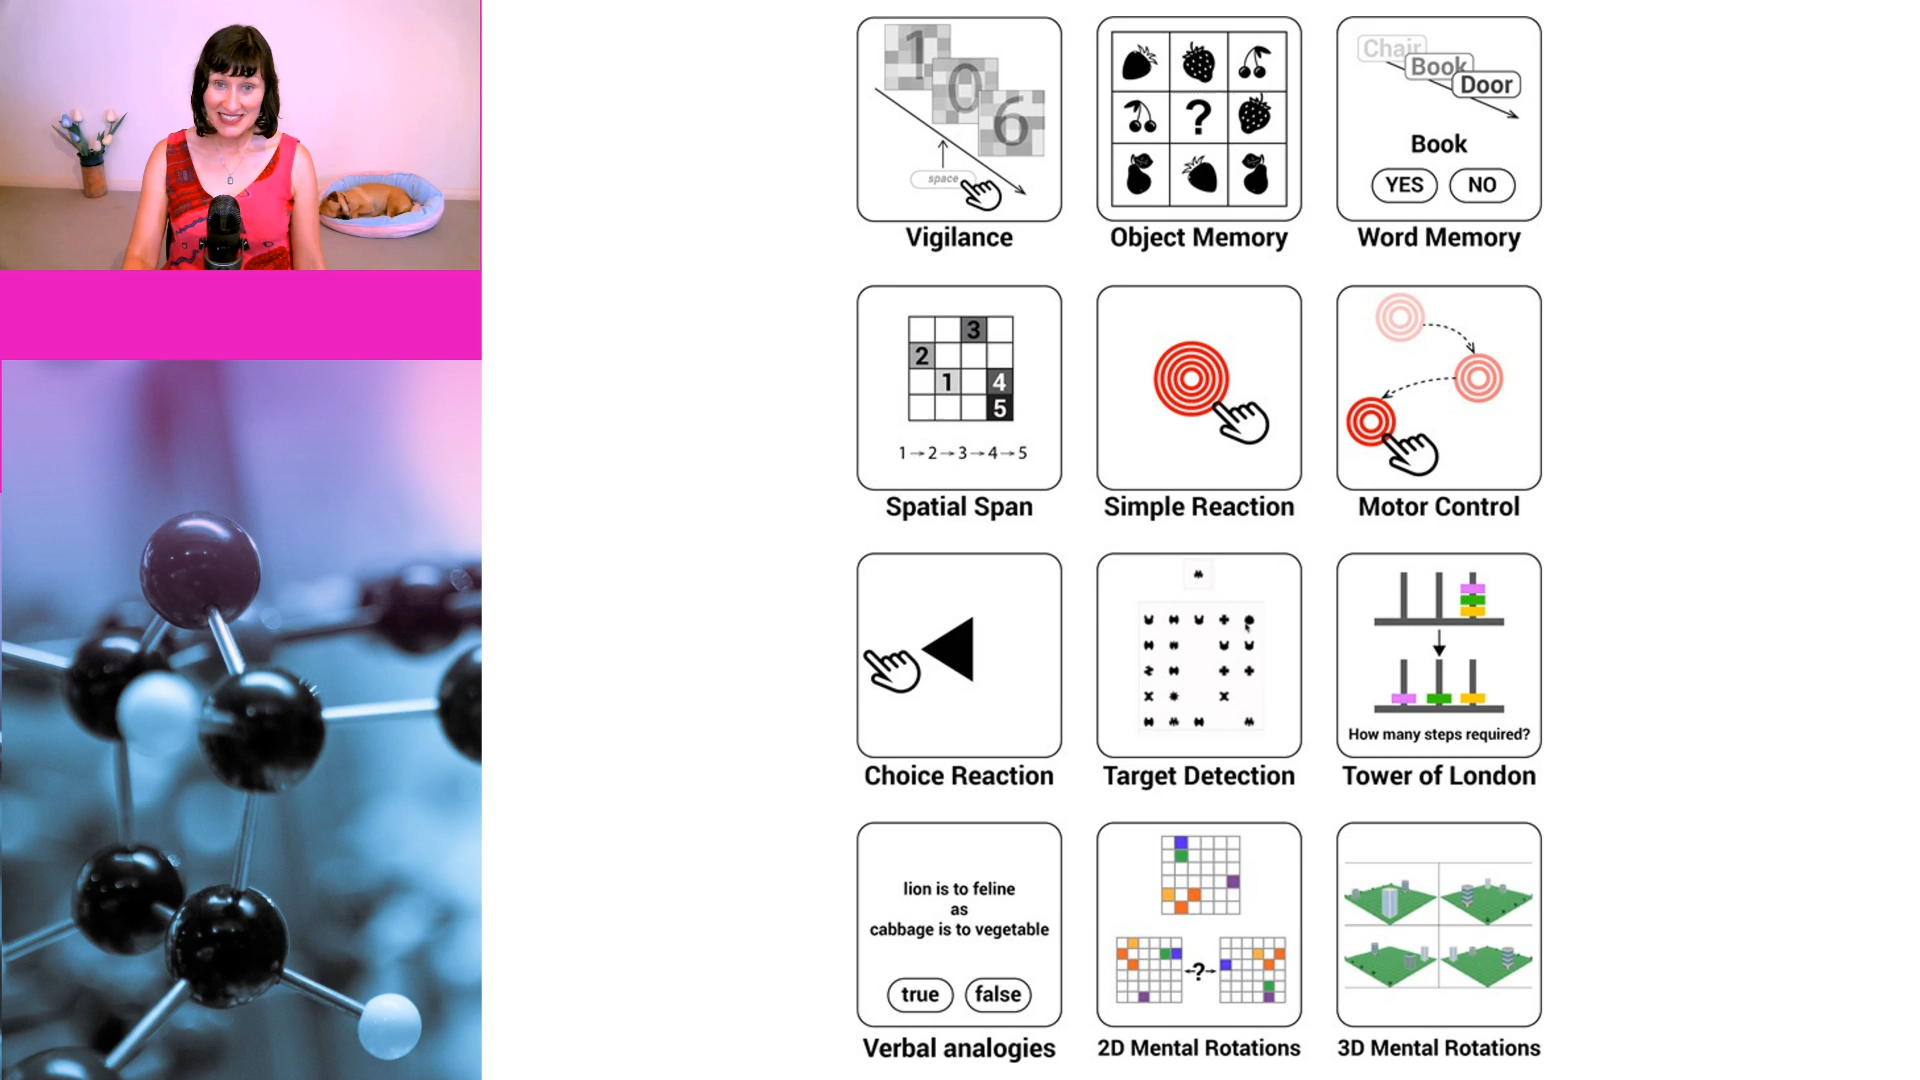 1
0
6
space
Vigilance
?
Object Memory
Chair
Book
Door
Book
YES NO
Word Memory
3
2
1 4
5
1→2→3→4→5
Spatial Span
Simple Reaction
Motor Control
Choice Reaction
Target Detection
How many steps required?
Tower of London
lion is to feline
as
cabbage is to vegetable
true false
Verbal analogies
←?→
2D Mental Rotations
3D Mental Rotations